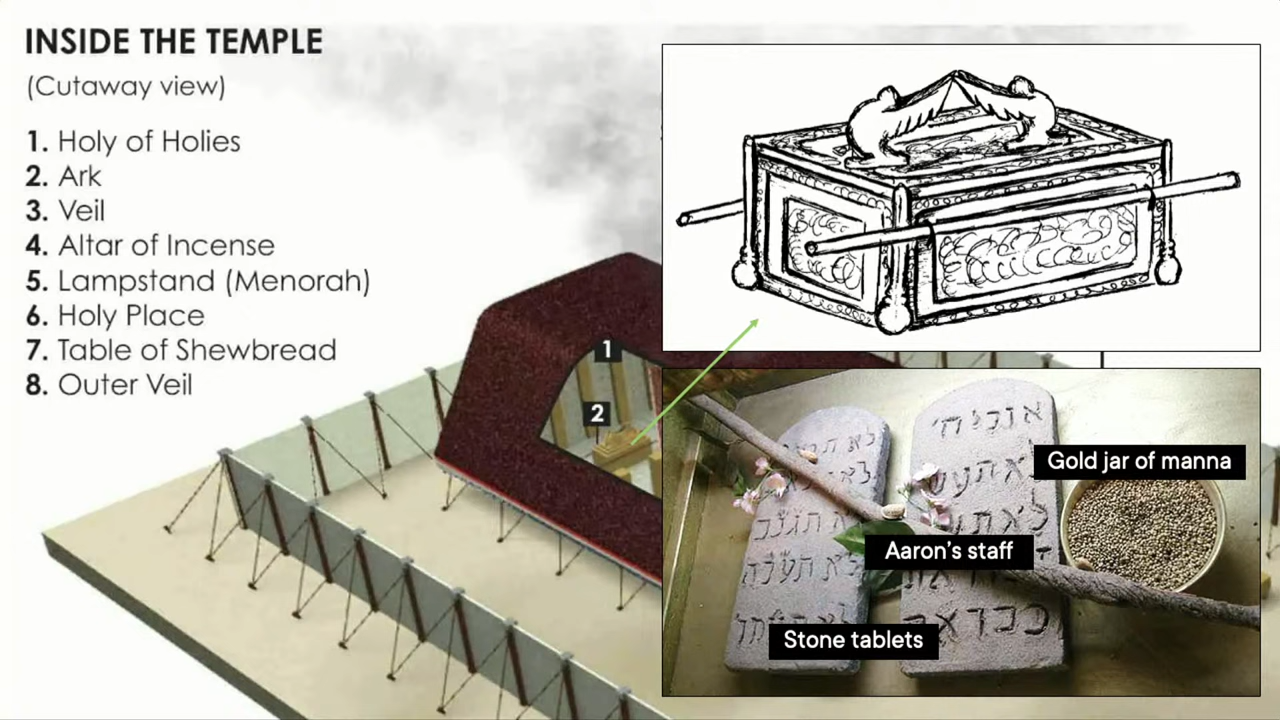 INSIDE THE TEMPLE
(Cutaway view)
1. Holy of Holies
2. Ark
3. Veil
4. Altar of Incense
5. Lampstand (Menorah)
6. Holy Place
7. Table of Shewbread
8. Outer Veil
1
2
Gold jar of manna
Aaron's staff
Stone tablets